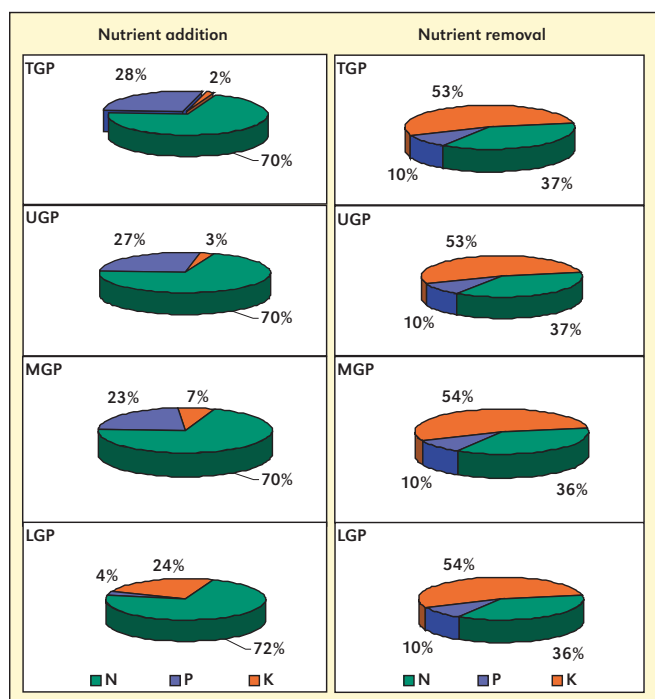 Nutrient addition
TGP
28%
2%
70%
UGP
27%
3%
70%
MGP
23%
7%
70%
LGP
4%
24%
72%
N P K
Nutrient removal
TGP
53%
10%
37%
UGP
53%
10%
37%
MGP
54%
10%
36%
LGP
54%
10%
36%
N P K